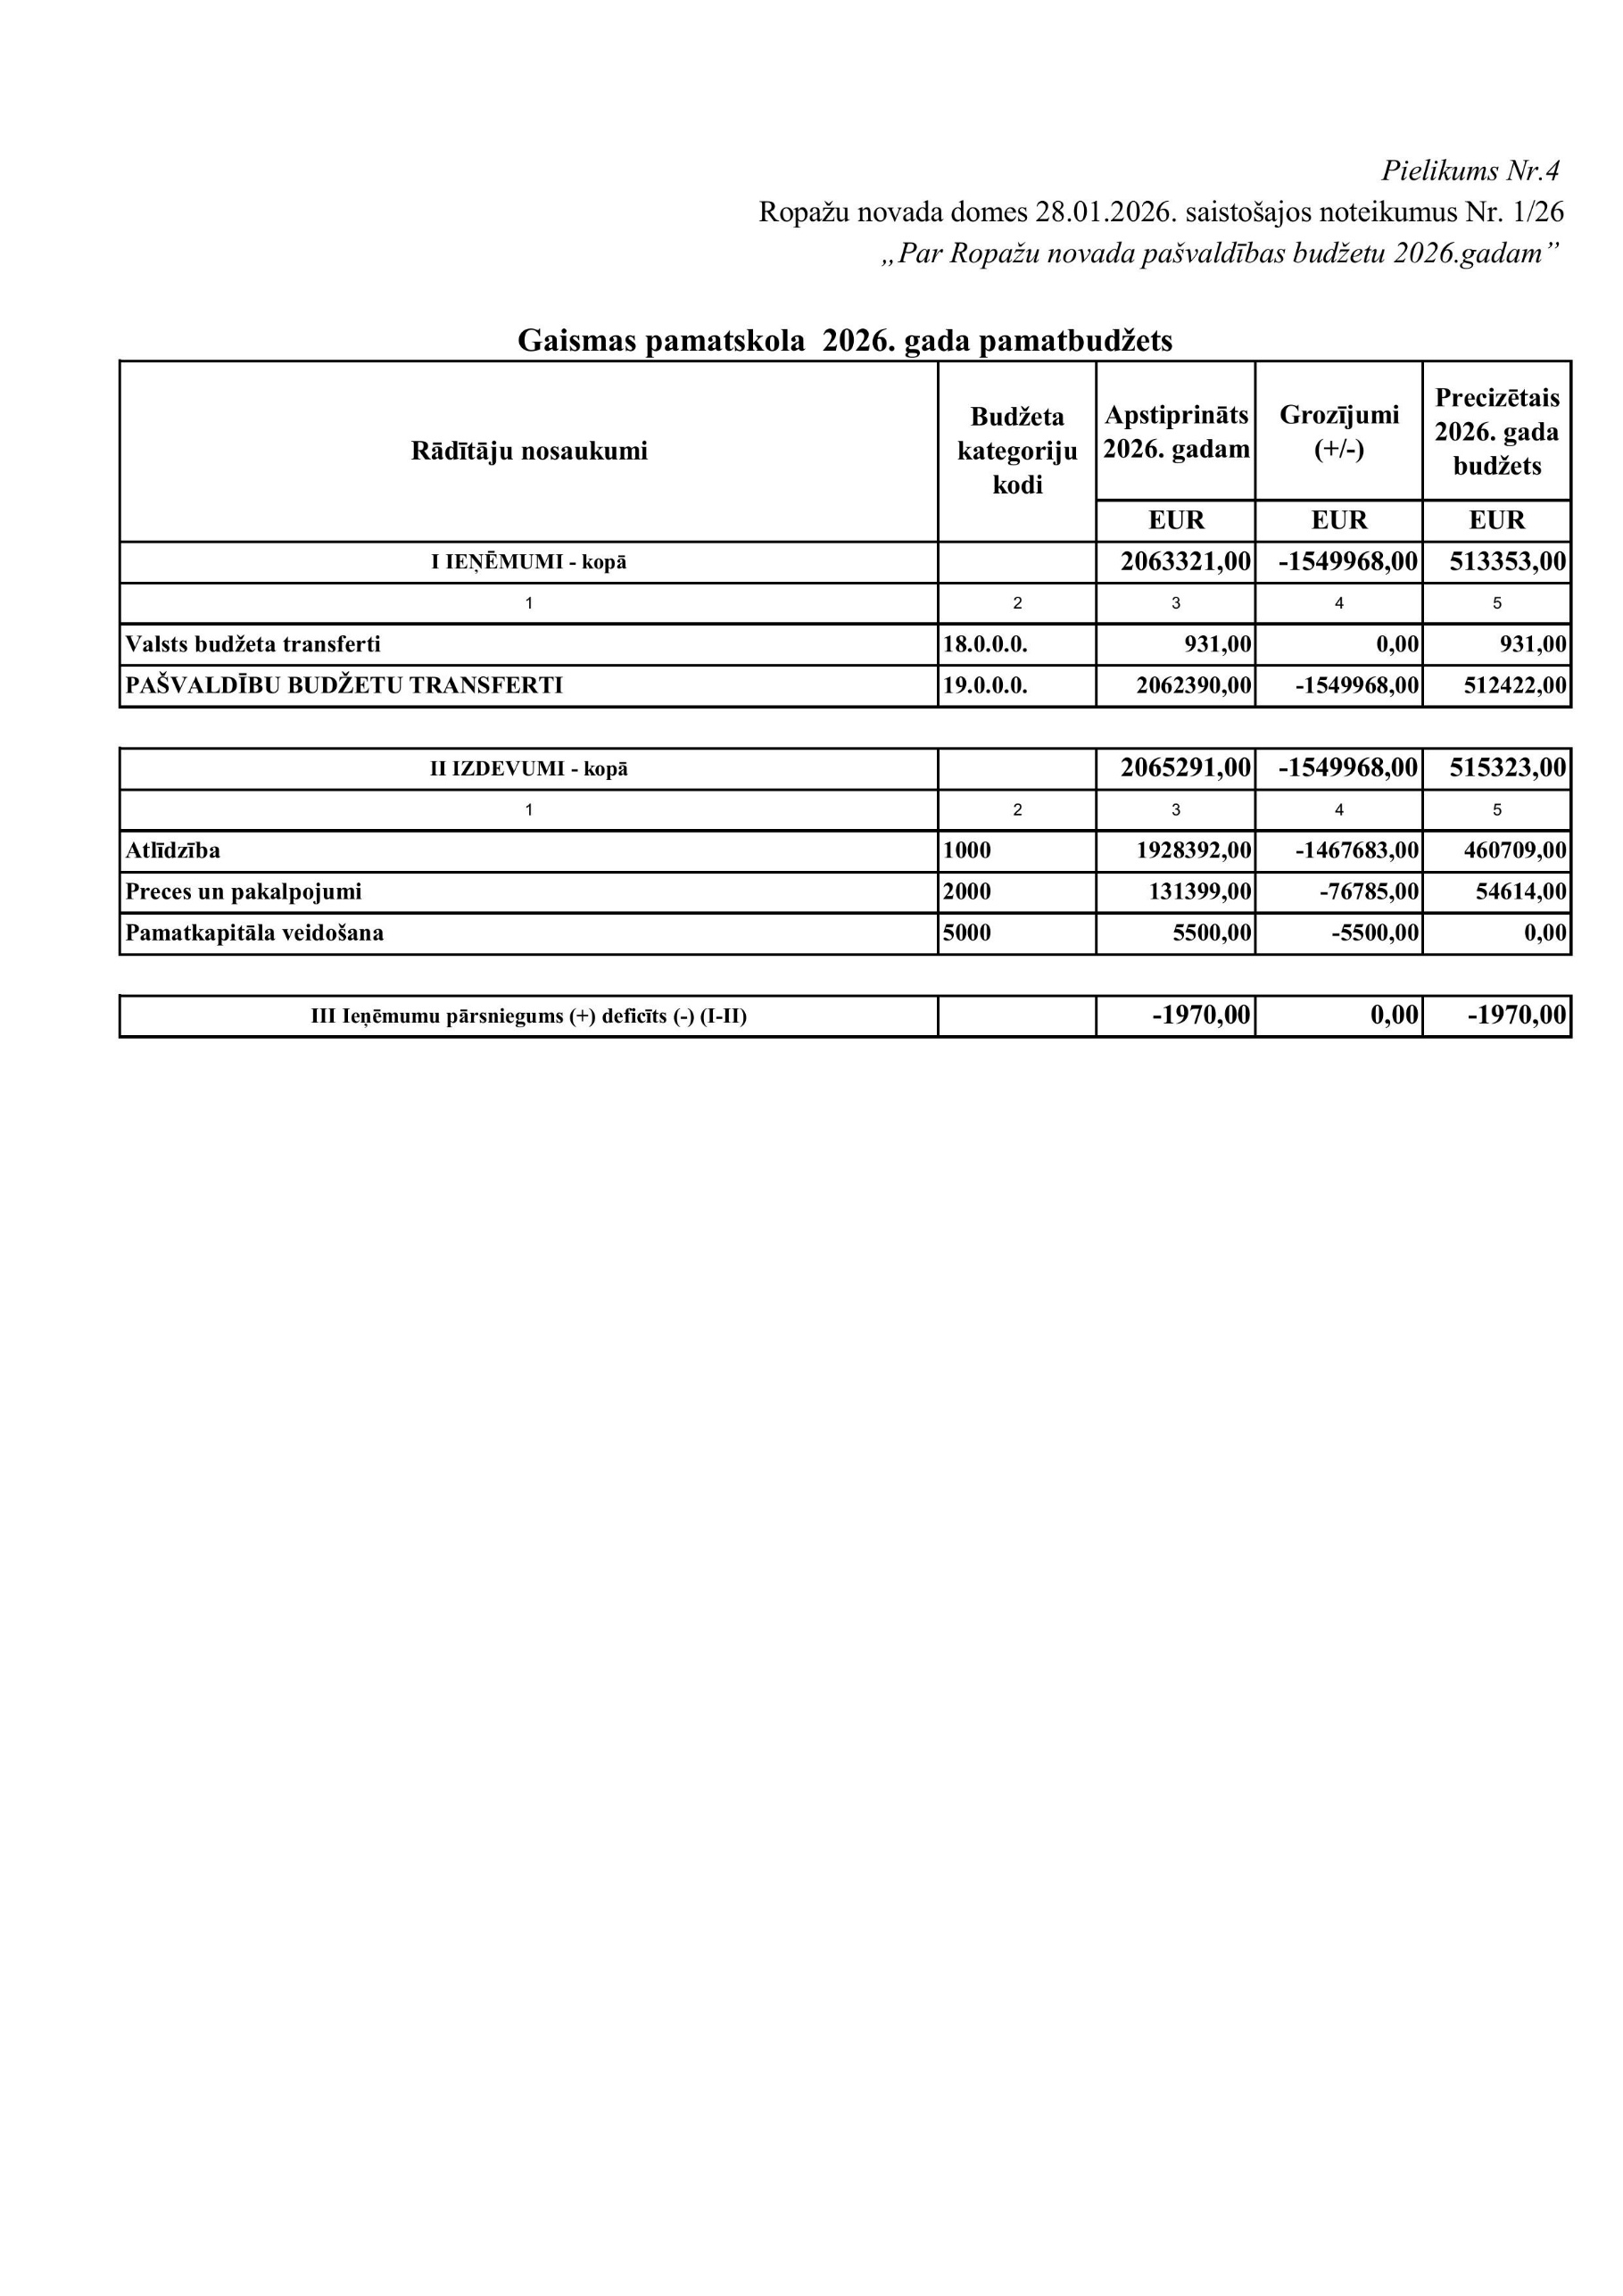 Pielikums Nr.4
Ropažu novada domes 28.01.2026. saistošajos noteikumus Nr. 1/26
„Par Ropažu novada pašvaldības budžetu 2026.gadam”
Gaismas pamatskola 2026. gada pamatbudžets
Rādītāju nosaukumi Budžeta kategoriju kodi Apstiprināts 2026. gadam Grozījumi (+/-) Precizētais 2026. gada budžets
EUR EUR EUR
I IEŅĒMUMI - kopā 2063321,00 -1549968,00 513353,00
1 2 3 4 5
Valsts budžeta transferti 18.0.0.0. 931,00 0,00 931,00
PAŠVALDĪBU BUDŽETU TRANSFERTI 19.0.0.0. 2062390,00 -1549968,00 512422,00
II IZDEVUMI - kopā 2065291,00 -1549968,00 515323,00
1 2 3 4 5
Atlīdzība 1000 1928392,00 -1467683,00 460709,00
Preces un pakalpojumi 2000 131399,00 -76785,00 54614,00
Pamatkapitāla veidošana 5000 5500,00 -5500,00 0,00
III Ieņēmumu pārsniegums (+) deficīts (-) (I-II) -1970,00 0,00 -1970,00